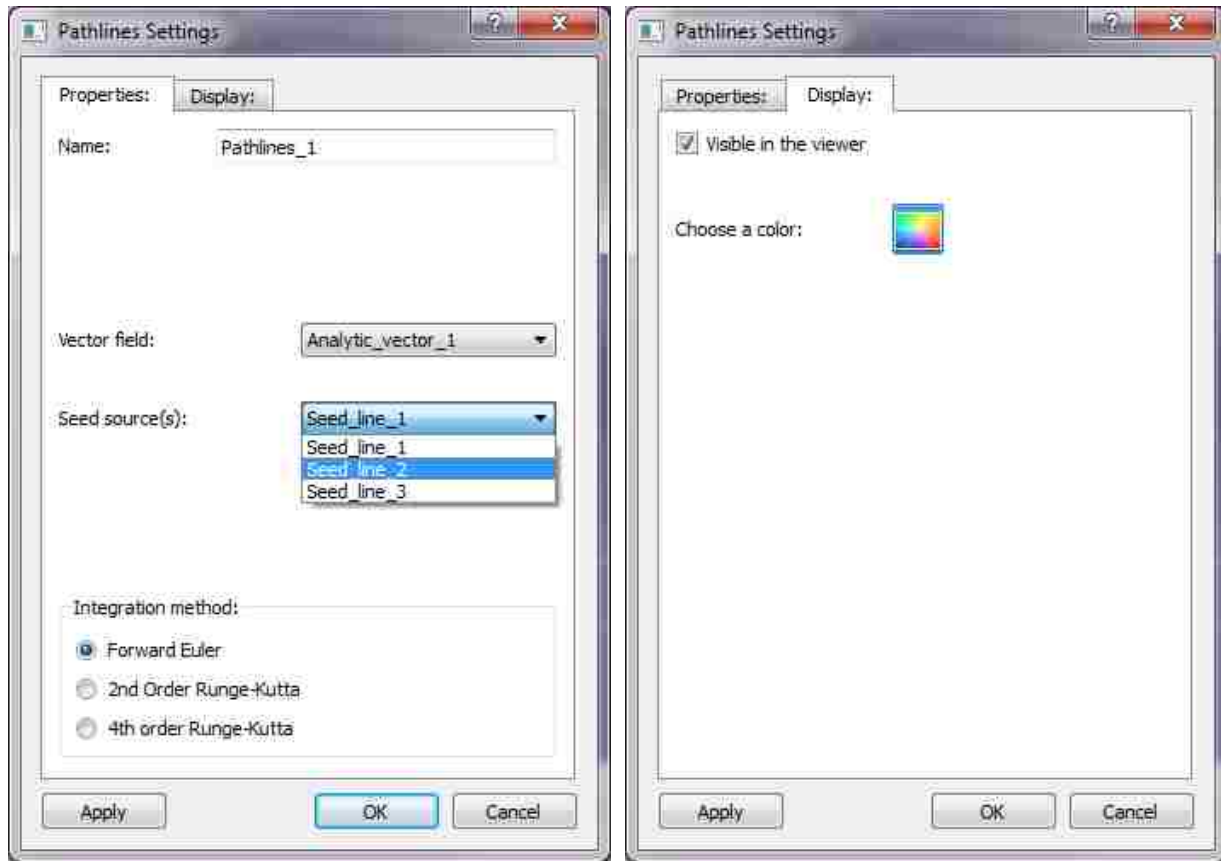 Pathlines Settings
Properties:
Display:
Name:
Pathlines_1
Vector field:
Analytic_vector_1
Seed source(s):
Seed_line_1
Seed_line_1
Seed_line_2
Seed_line_3
Integration method:
Forward Euler
2nd Order Runge-Kutta
4th order Runge-Kutta
Apply
OK
Cancel
Pathlines Settings
Properties:
Display:
Visible in the viewer
Choose a color:
Apply
OK
Cancel